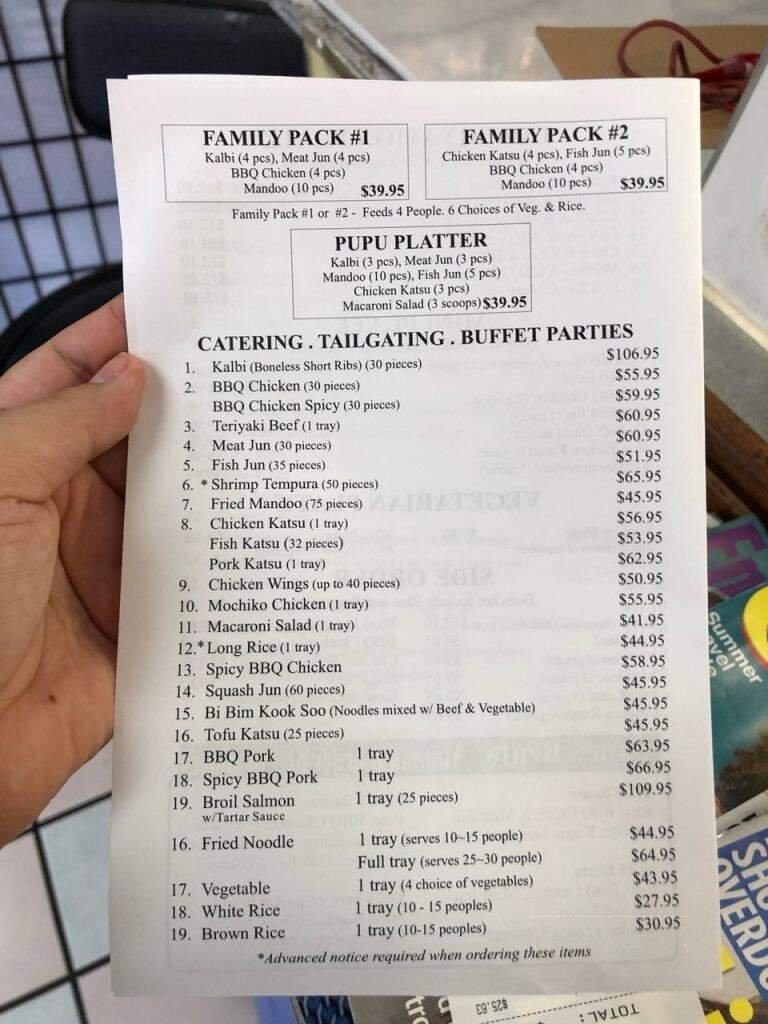 FAMILY PACK #1
Kalbi (4 pcs), Meat Jun (4 pcs)
BBQ Chicken (4 pcs)
Mandoo (10 pcs) $39.95
FAMILY PACK #2
Chicken Katsu (4 pcs), Fish Jun (5 pcs)
BBQ Chicken (4 pcs)
Mandoo (10 pcs) $39.95
Family Pack #1 or #2 - Feeds 4 People. 6 Choices of Veg. & Rice.
PUPU PLATTER
Kalbi (3 pcs), Meat Jun (3 pcs)
Mandoo (10 pcs), Fish Jun (5 pcs)
Chicken Katsu (3 pcs)
Macaroni Salad (3 scoops) $39.95
CATERING . TAILGATING . BUFFET PARTIES
1. Kalbi (Boneless Short Ribs) (30 pieces) $106.95
2. BBQ Chicken (30 pieces) $55.95
BBQ Chicken Spicy (30 pieces) $59.95
3. Teriyaki Beef (1 tray) $60.95
4. Meat Jun (30 pieces) $60.95
5. Fish Jun (35 pieces) $51.95
6. * Shrimp Tempura (50 pieces) $65.95
7. Fried Mandoo (75 pieces) $45.95
8. Chicken Katsu (1 tray) $56.95
Fish Katsu (32 pieces) $53.95
Pork Katsu (1 tray) $62.95
9. Chicken Wings (up to 40 pieces) $50.95
10. Mochiko Chicken (1 tray) $55.95
11. Macaroni Salad (1 tray) $41.95
12.* Long Rice (1 tray) $44.95
13. Spicy BBQ Chicken $58.95
14. Squash Jun (60 pieces) $45.95
15. Bi Bim Kook Soo (Noodles mixed w/ Beef & Vegetable) $45.95
16. Tofu Katsu (25 pieces) $45.95
17. BBQ Pork 1 tray $63.95
18. Spicy BBQ Pork 1 tray $66.95
19. Broil Salmon 1 tray (25 pieces) $109.95
w/Tartar Sauce
16. Fried Noodle 1 tray (serves 10~15 people) $44.95
Full tray (serves 25~30 people) $64.95
17. Vegetable 1 tray (4 choice of vegetables) $43.95
18. White Rice 1 tray (10 - 15 peoples) $27.95
19. Brown Rice 1 tray (10-15 peoples) $30.95
*Advanced notice required when ordering these items
Summer
TOTAL:
$25.63